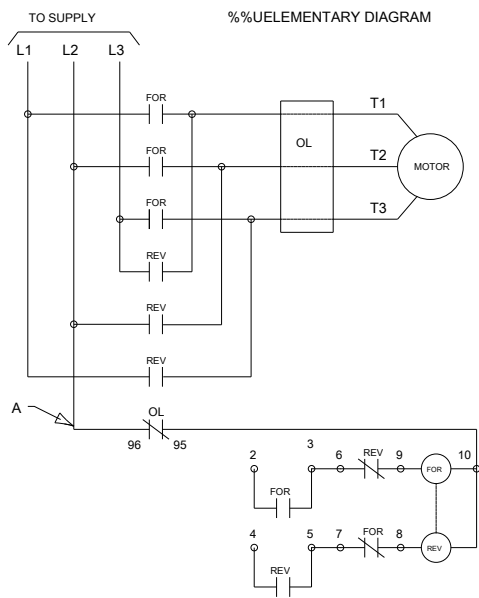 TO SUPPLY
%%UELEMENTARY DIAGRAM
L1 L2 L3
FOR
T1
FOR
OL
T2
MOTOR
FOR
T3
REV
REV
REV
A
OL
96 95
2 3 6 REV 9 10
FOR
FOR
4 5 7 FOR 8
REV
REV